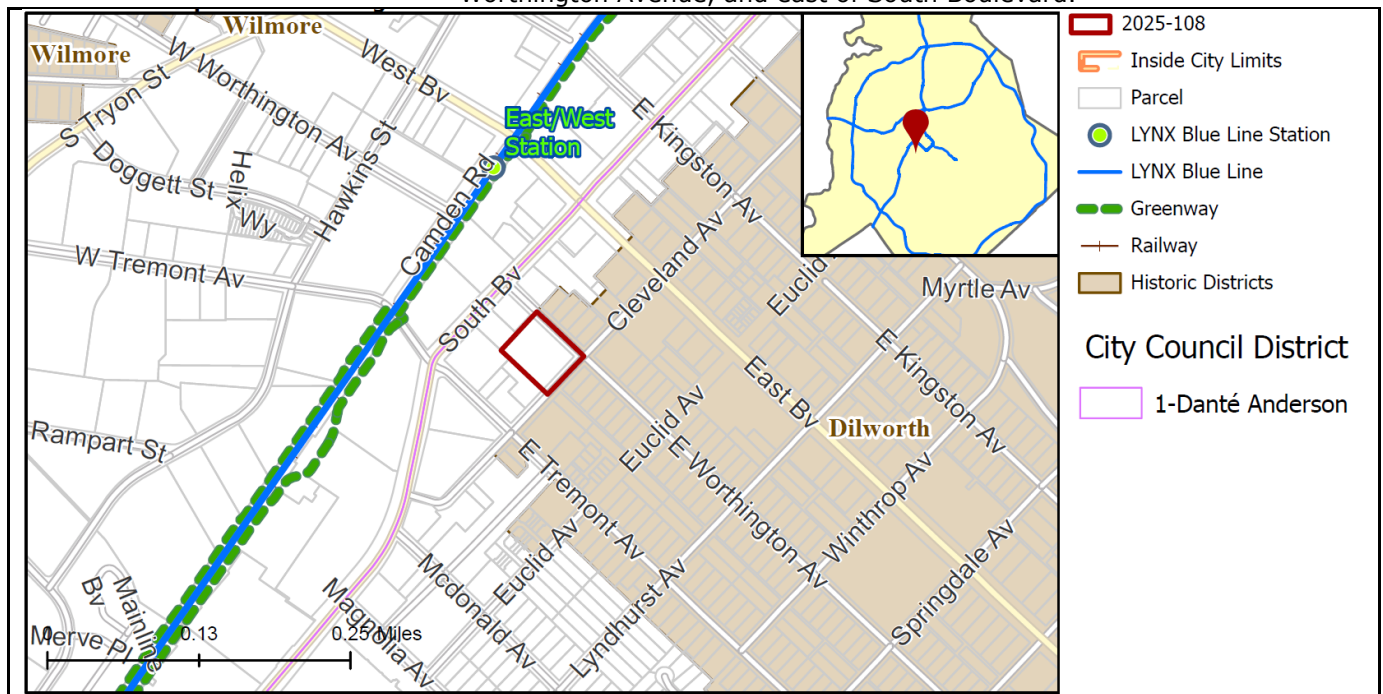 Worthington Avenue, and east of South Boulevard.
Wilmore
Wilmore
W Worthington Av
West Bv
S Tryon St
Doggett St
Helix Wy
Hawkins St
W Tremont Av
Camden Rd
East/West
Station
South Bv
E Kingston Av
Cleveland Av
Euclid
Myrtle Av
E Kingston Av
East Bv
Dilworth
Euclid Av
E Worthington Av
Winthrop Av
Springdale Av
E Tremont Av
Euclid Av
Lyndhurst Av
Mcdonald Av
Magnolia Av
Rampart St
Mainline
Bv
Merve Pl
0
0.13
0.25 Miles
2025-108
Inside City Limits
Parcel
LYNX Blue Line Station
LYNX Blue Line
Greenway
Railway
Historic Districts
City Council District
1-Danté Anderson